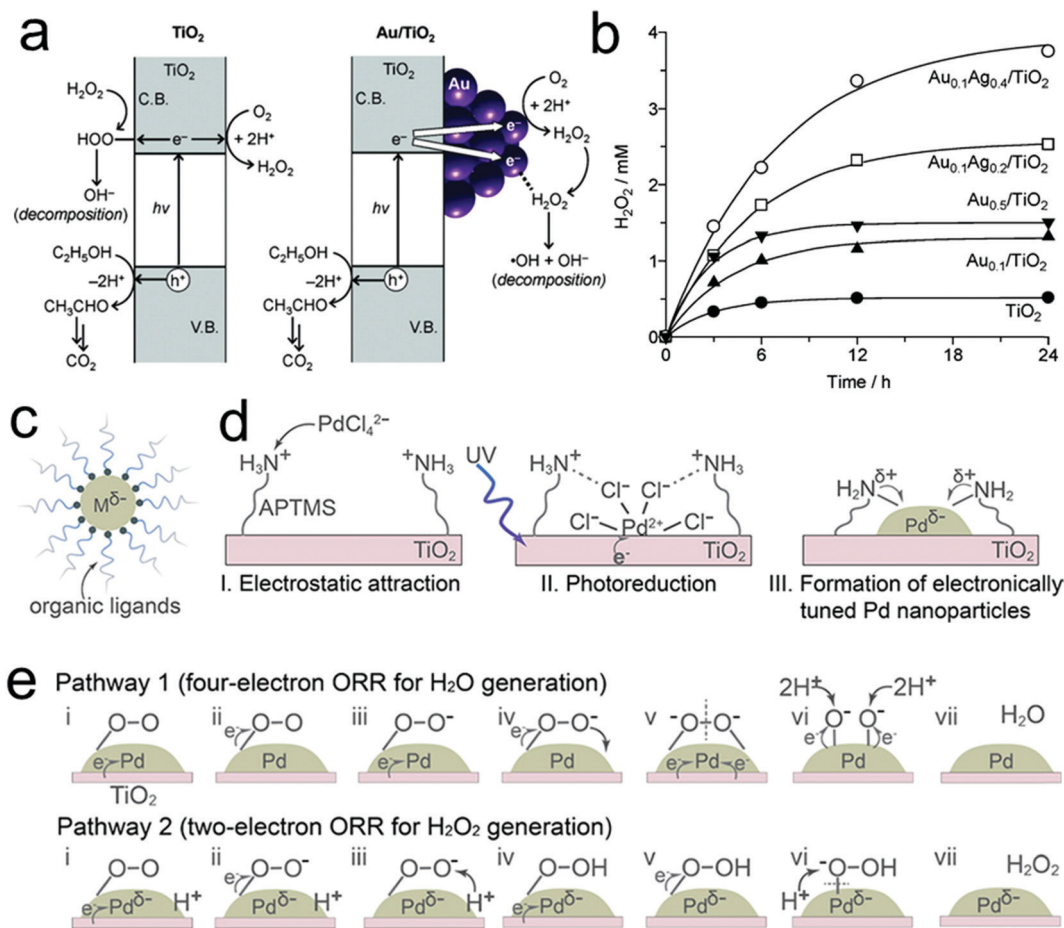 a
TiO₂
TiO₂
C.B.
H₂O₂
HOO
e⁻
O₂
+ 2H⁺
H₂O₂
OH⁻
(decomposition)
hν
C₂H₅OH
−2H⁺
h⁺
CH₃CHO
V.B.
CO₂
Au/TiO₂
TiO₂
C.B.
Au
O₂
+ 2H⁺
e⁻
e⁻
e⁻
H₂O₂
H₂O₂
•OH + OH⁻
(decomposition)
hν
C₂H₅OH
−2H⁺
h⁺
CH₃CHO
V.B.
CO₂
b
H₂O₂ / mM
4
3
2
1
0
Au₀.₁Ag₀.₄/TiO₂
Au₀.₁Ag₀.₂/TiO₂
Au₀.₅/TiO₂
Au₀.₁/TiO₂
TiO₂
0 6 12 18 24
Time / h
c
Mδ⁻
organic ligands
d
PdCl₄²⁻
H₃N⁺
⁺NH₃
APTMS
TiO₂
I. Electrostatic attraction
UV
H₃N⁺
⁺NH₃
Cl⁻ Cl⁻
Cl⁻ Pd²⁺ Cl⁻
e⁻
TiO₂
II. Photoreduction
H₂N δ+ δ+ NH₂
Pdδ⁻
TiO₂
III. Formation of electronically
tuned Pd nanoparticles
e
Pathway 1 (four-electron ORR for H₂O generation)
i O−O e⁻ Pd
TiO₂
ii O−O e⁻ Pd
iii O−O⁻ e⁻ Pd
iv O−O⁻ e⁻ Pd
v ⁻O−O⁻ e⁻ Pd e⁻
vi 2H⁺ 2H⁺ O⁻ O⁻ e⁻ e⁻ Pd
vii H₂O Pd
Pathway 2 (two-electron ORR for H₂O₂ generation)
i O−O e⁻ Pdδ⁻ H⁺
ii O−O⁻ e⁻ Pdδ⁻ H⁺
iii O−O⁻ Pdδ⁻ H⁺
iv O−OH e⁻ Pdδ⁻
v O−OH e⁻ Pdδ⁻
vi ⁻O−OH H⁺ Pdδ⁻
vii H₂O₂ Pdδ⁻